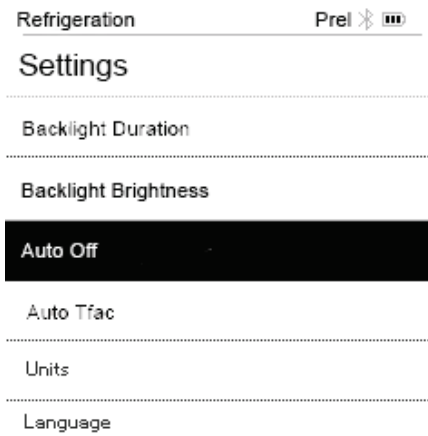 Refrigeration Prel
Settings
Backlight Duration
Backlight Brightness
Auto Off
Auto Tfac
Units
Language